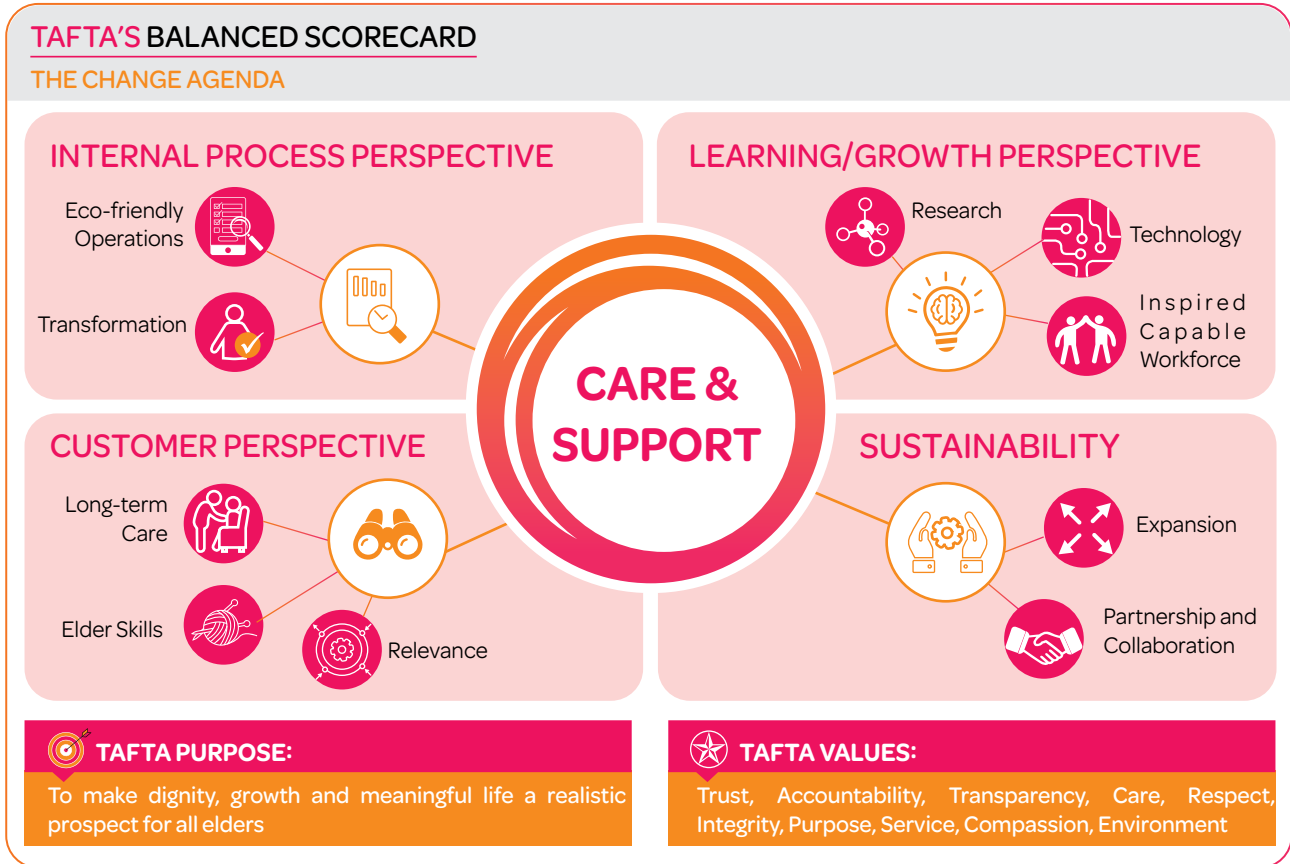 TAFTA'S BALANCED SCORECARD
THE CHANGE AGENDA
INTERNAL PROCESS PERSPECTIVE
Eco-friendly
Operations
Transformation
LEARNING/GROWTH PERSPECTIVE
Research
Technology
Inspired
Capable
Workforce
CARE &
SUPPORT
CUSTOMER PERSPECTIVE
Long-term
Care
Elder Skills
Relevance
SUSTAINABILITY
Expansion
Partnership and
Collaboration
TAFTA PURPOSE:
To make dignity, growth and meaningful life a realistic
prospect for all elders
TAFTA VALUES:
Trust, Accountability, Transparency, Care, Respect,
Integrity, Purpose, Service, Compassion, Environment